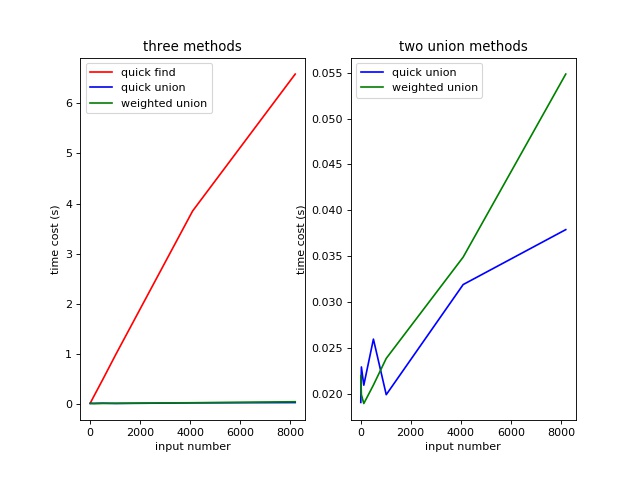 three methods
quick find
quick union
weighted union
time cost (s)
6
5
4
3
2
1
0
0 2000 4000 6000 8000
input number
two union methods
quick union
weighted union
time cost (s)
0.055
0.050
0.045
0.040
0.035
0.030
0.025
0.020
0 2000 4000 6000 8000
input number